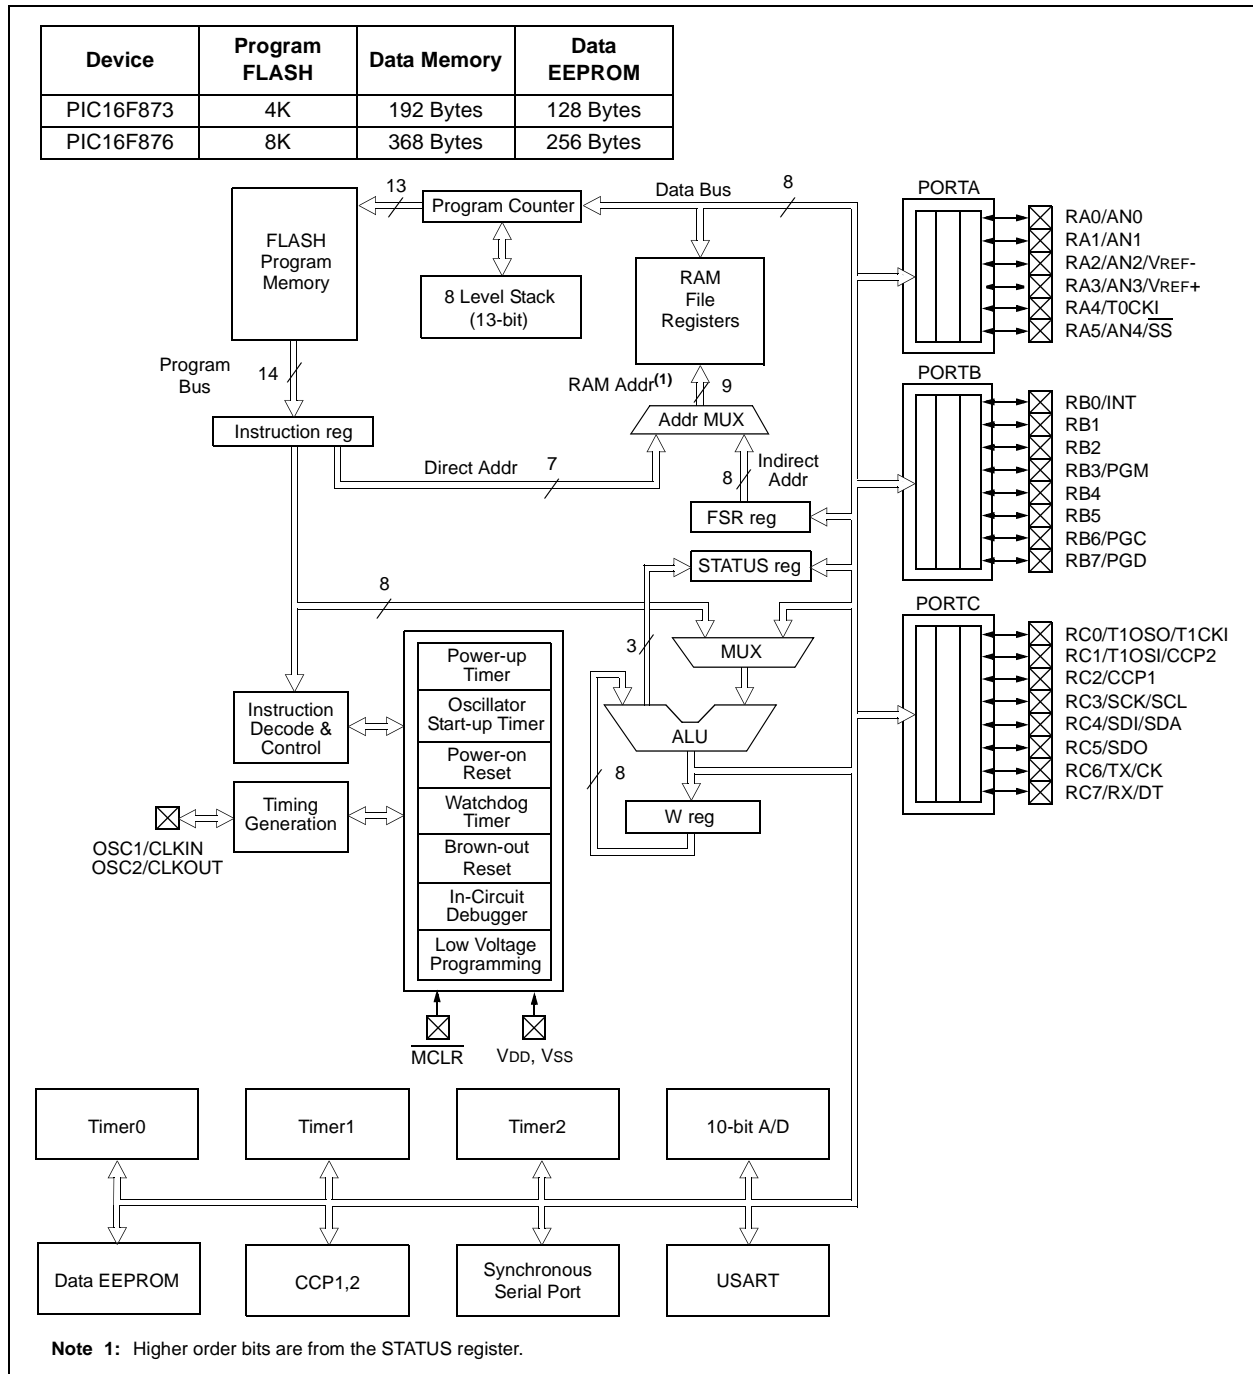 Device
Program
FLASH
Data Memory
Data
EEPROM
PIC16F873
4K
192 Bytes
128 Bytes
PIC16F876
8K
368 Bytes
256 Bytes
FLASH
Program
Memory
13
Program Counter
Data Bus
8
8 Level Stack
(13-bit)
RAM
File
Registers
Program
Bus
14
RAM Addr(1)
9
Addr MUX
Instruction reg
Direct Addr
7
8
Indirect
Addr
FSR reg
STATUS reg
8
3
MUX
ALU
8
W reg
Instruction
Decode &
Control
Timing
Generation
OSC1/CLKIN
OSC2/CLKOUT
Power-up
Timer
Oscillator
Start-up Timer
Power-on
Reset
Watchdog
Timer
Brown-out
Reset
In-Circuit
Debugger
Low Voltage
Programming
MCLR
VDD, VSS
PORTA
RA0/AN0
RA1/AN1
RA2/AN2/VREF-
RA3/AN3/VREF+
RA4/T0CKI
RA5/AN4/SS
PORTB
RB0/INT
RB1
RB2
RB3/PGM
RB4
RB5
RB6/PGC
RB7/PGD
PORTC
RC0/T1OSO/T1CKI
RC1/T1OSI/CCP2
RC2/CCP1
RC3/SCK/SCL
RC4/SDI/SDA
RC5/SDO
RC6/TX/CK
RC7/RX/DT
Timer0
Timer1
Timer2
10-bit A/D
Data EEPROM
CCP1,2
Synchronous
Serial Port
USART
Note 1: Higher order bits are from the STATUS register.